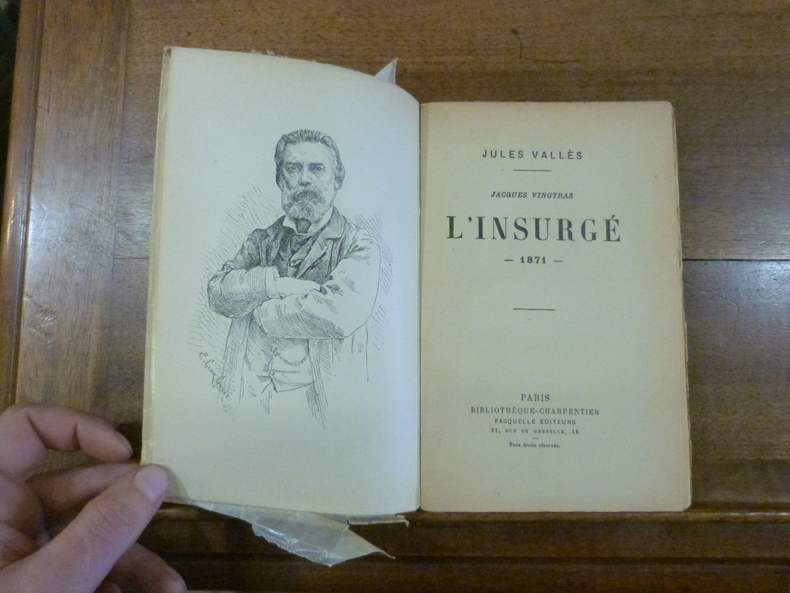 JULES VALLÈS
JACQUES VINGTRAS
L'INSURGÉ
— 1871 —
PARIS
BIBLIOTHÈQUE-CHARPENTIER
FASQUELLE ÉDITEURS
11, RUE DE GRENELLE, 11
Tous droits réservés.